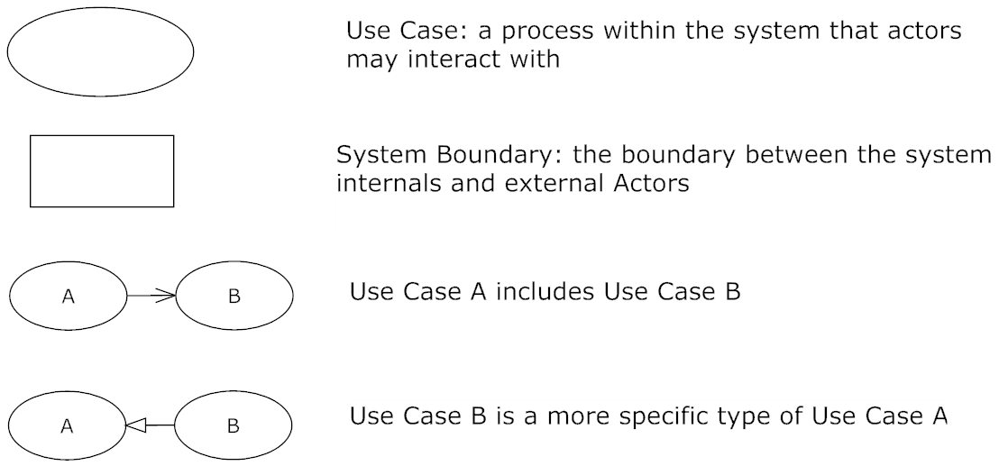 Use Case: a process within the system that actors
may interact with
System Boundary: the boundary between the system
internals and external Actors
A B Use Case A includes Use Case B
A B Use Case B is a more specific type of Use Case A